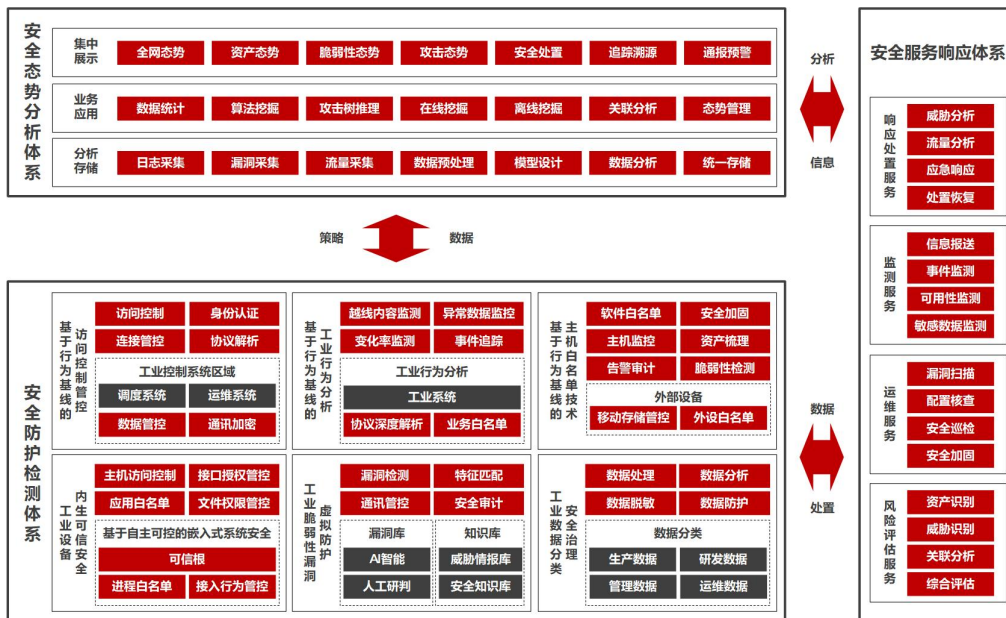 安全态势分析体系
集中
展示
全网态势
资产态势
脆弱性态势
攻击态势
安全处置
追踪溯源
通报预警
业务
应用
数据统计
算法挖掘
攻击树推理
在线挖掘
离线挖掘
关联分析
态势管理
分析
存储
日志采集
漏洞采集
流量采集
数据预处理
模型设计
数据分析
统一存储
策略
数据
安全防护检测体系
基于行为基线的
访问控制管控
访问控制
身份认证
连接管控
协议解析
工业控制系统区域
调度系统
运维系统
数据管控
通讯加密
基于行为基线的
工业行为分析
越线内容监测
异常数据监控
变化率监测
事件追踪
工业行为分析
工业系统
协议深度解析
业务白名单
基于行为基线的
主机白名单技术
软件白名单
安全加固
主机监控
资产梳理
告警审计
脆弱性检测
外部设备
移动存储管控
外设白名单
工业设备
内生可信安全
主机访问控制
接口授权管控
应用白名单
文件权限管控
基于自主可控的嵌入式系统安全
可信根
进程白名单
接入行为管控
工业脆弱性漏洞
虚拟防护
漏洞检测
特征匹配
通讯管控
安全审计
漏洞库
AI智能
人工研判
知识库
威胁情报库
安全知识库
工业数据分类
安全治理
数据处理
数据分析
数据脱敏
数据防护
数据分类
生产数据
研发数据
管理数据
运维数据
分析
信息
数据
处置
安全服务响应体系
响应处置服务
威胁分析
流量分析
应急响应
处置恢复
监测服务
信息报送
事件监测
可用性监测
敏感数据监测
运维服务
漏洞扫描
配置核查
安全巡检
安全加固
风险评估服务
资产识别
威胁识别
关联分析
综合评估